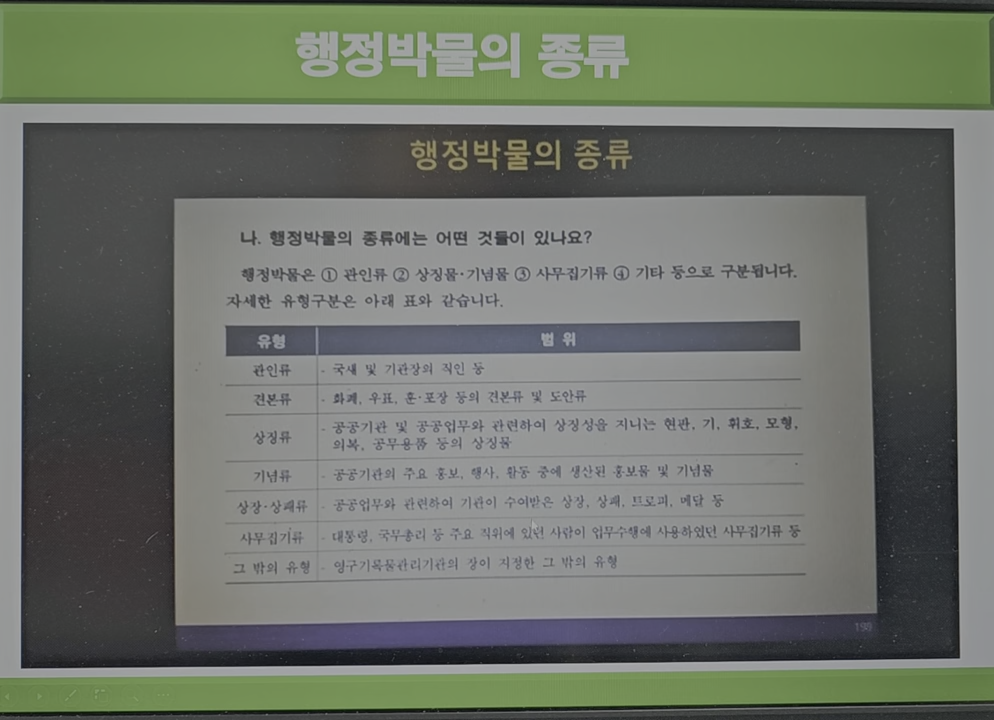 행정박물의 종류
행정박물의 종류
나. 행정박물의 종류에는 어떤 것들이 있나요?
행정박물은 ① 관인류 ② 상징물·기념물 ③ 사무집기류 ④ 기타 등으로 구분됩니다.
자세한 유형구분은 아래 표와 같습니다.
유형 범 위
관인류 - 국새 및 기관장의 직인 등
견본류 - 화폐, 우표, 훈·포장 등의 견본류 및 도안류
상징류 - 공공기관 및 공공업무와 관련하여 상징성을 지니는 현판, 기, 휘호, 모형,
의복, 공무용품 등의 상징물
기념류 - 공공기관의 주요 홍보, 행사, 활동 중에 생산된 홍보물 및 기념물
상장·상패류 - 공공업무와 관련하여 기관이 수여받은 상장, 상패, 트로피, 메달 등
사무집기류 - 대통령, 국무총리 등 주요 직위에 있던 사람이 업무수행에 사용하였던 사무집기류 등
그 밖의 유형 - 영구기록물관리기관의 장이 지정한 그 밖의 유형